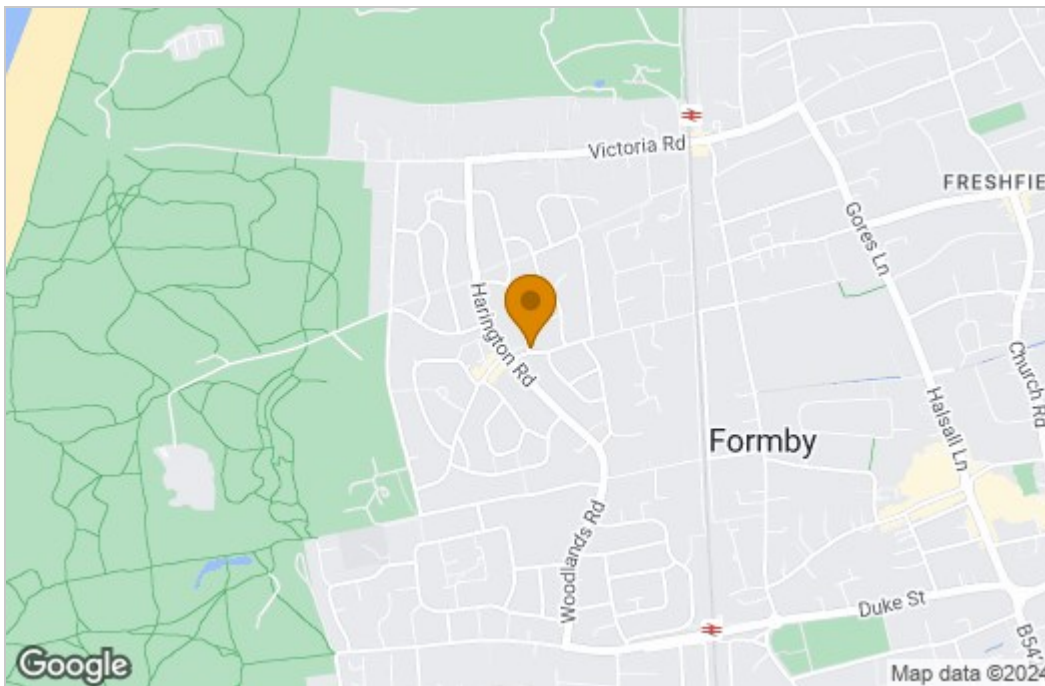 Victoria Rd
FRESHFIE
Gores Ln
Harington Rd
Church Rd
Formby
Halsall Ln
Woodlands Rd
Duke St
B54
Google
Map data ©2024